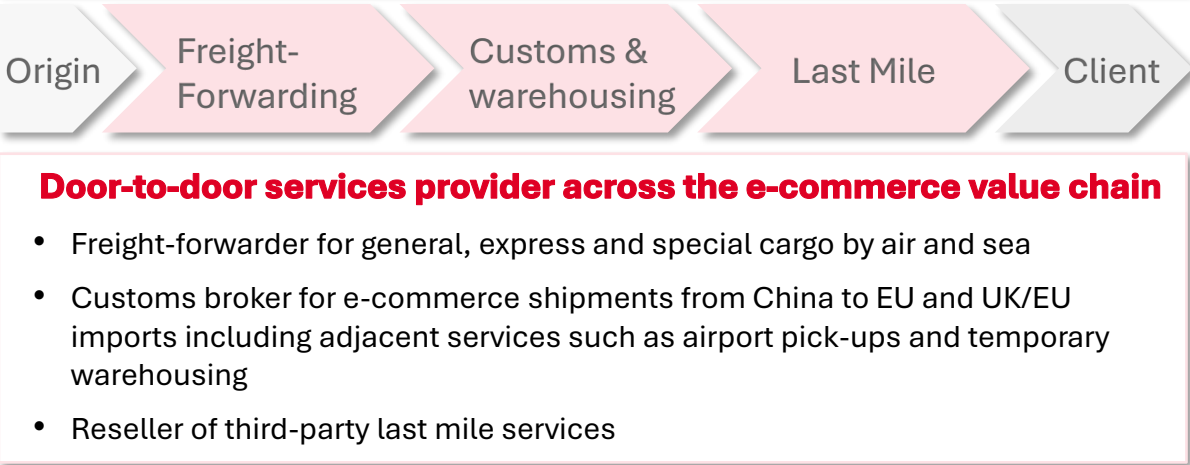 Origin
Freight-
Forwarding
Customs &
warehousing
Last Mile
Client
Door-to-door services provider across the e-commerce value chain
• Freight-forwarder for general, express and special cargo by air and sea
• Customs broker for e-commerce shipments from China to EU and UK/EU
imports including adjacent services such as airport pick-ups and temporary
warehousing
• Reseller of third-party last mile services